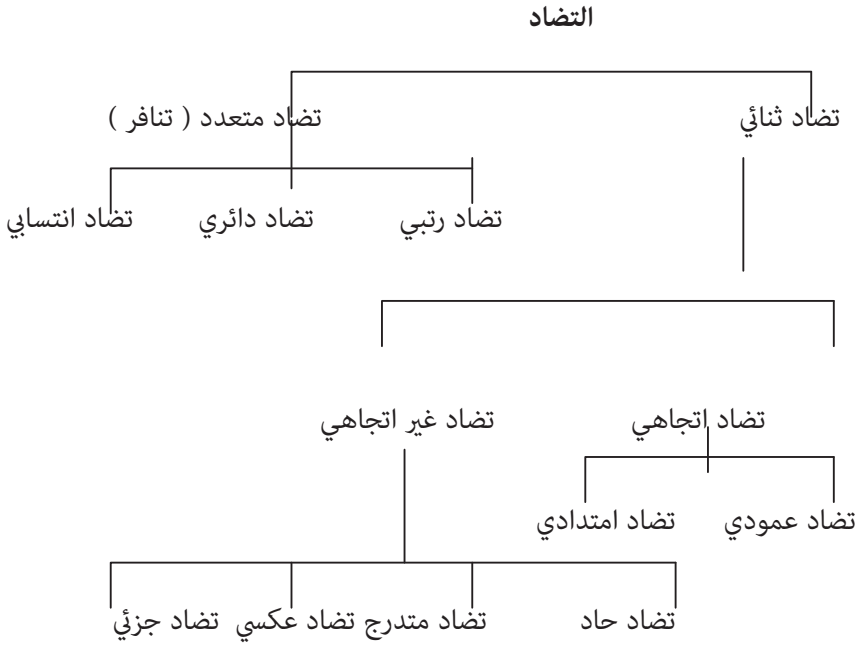 التضاد
تضاد ثنائي تضاد متعدد ( تنافر )
تضاد رتبي تضاد دائري تضاد انتسابي
تضاد اتجاهي تضاد غير اتجاهي
تضاد عمودي تضاد امتدادي
تضاد حاد تضاد متدرج تضاد عكسي تضاد جزئي